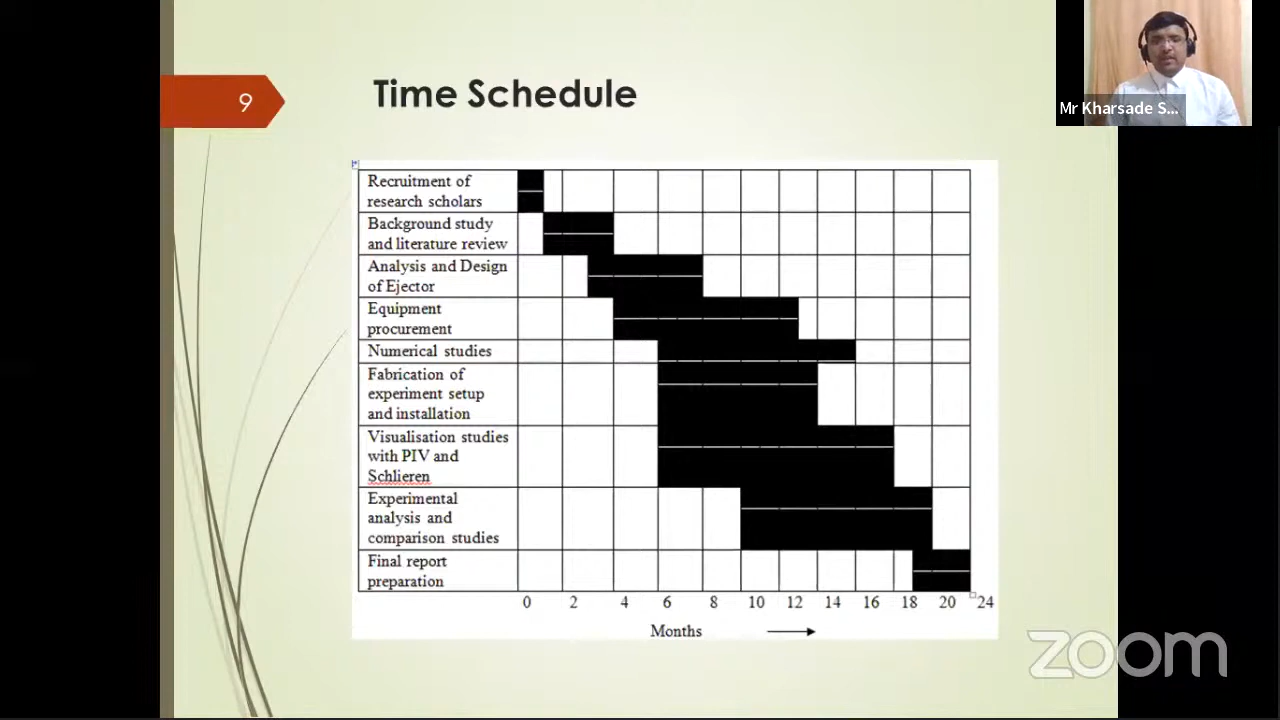 9
Time Schedule
Mr Kharsade S...
Recruitment of
research scholars
Background study
and literature review
Analysis and Design
of Ejector
Equipment
procurement
Numerical studies
Fabrication of
experiment setup
and installation
Visualisation studies
with PIV and
Schlieren
Experimental
analysis and
comparison studies
Final report
preparation
0 2 4 6 8 10 12 14 16 18 20 24
Months
zoom